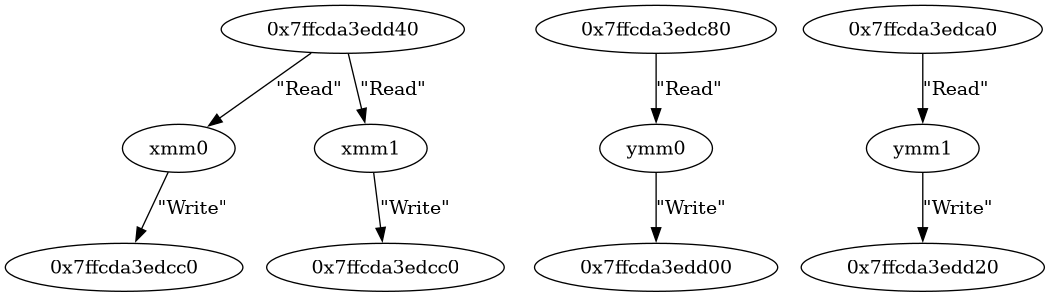 0x7ffcda3edd40
0x7ffcda3edc80
0x7ffcda3edca0
"Read"
"Read"
"Read"
"Read"
xmm0
xmm1
ymm0
ymm1
"Write"
"Write"
"Write"
"Write"
0x7ffcda3edcc0
0x7ffcda3edcc0
0x7ffcda3edd00
0x7ffcda3edd20